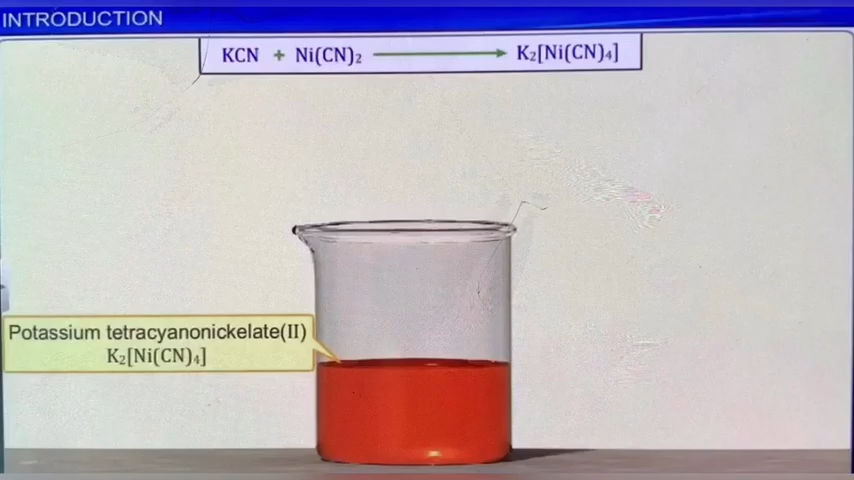 INTRODUCTION
KCN + Ni(CN)₂ ⟶ K₂[Ni(CN)₄]
Potassium tetracyanonickelate(II)
K₂[Ni(CN)₄]